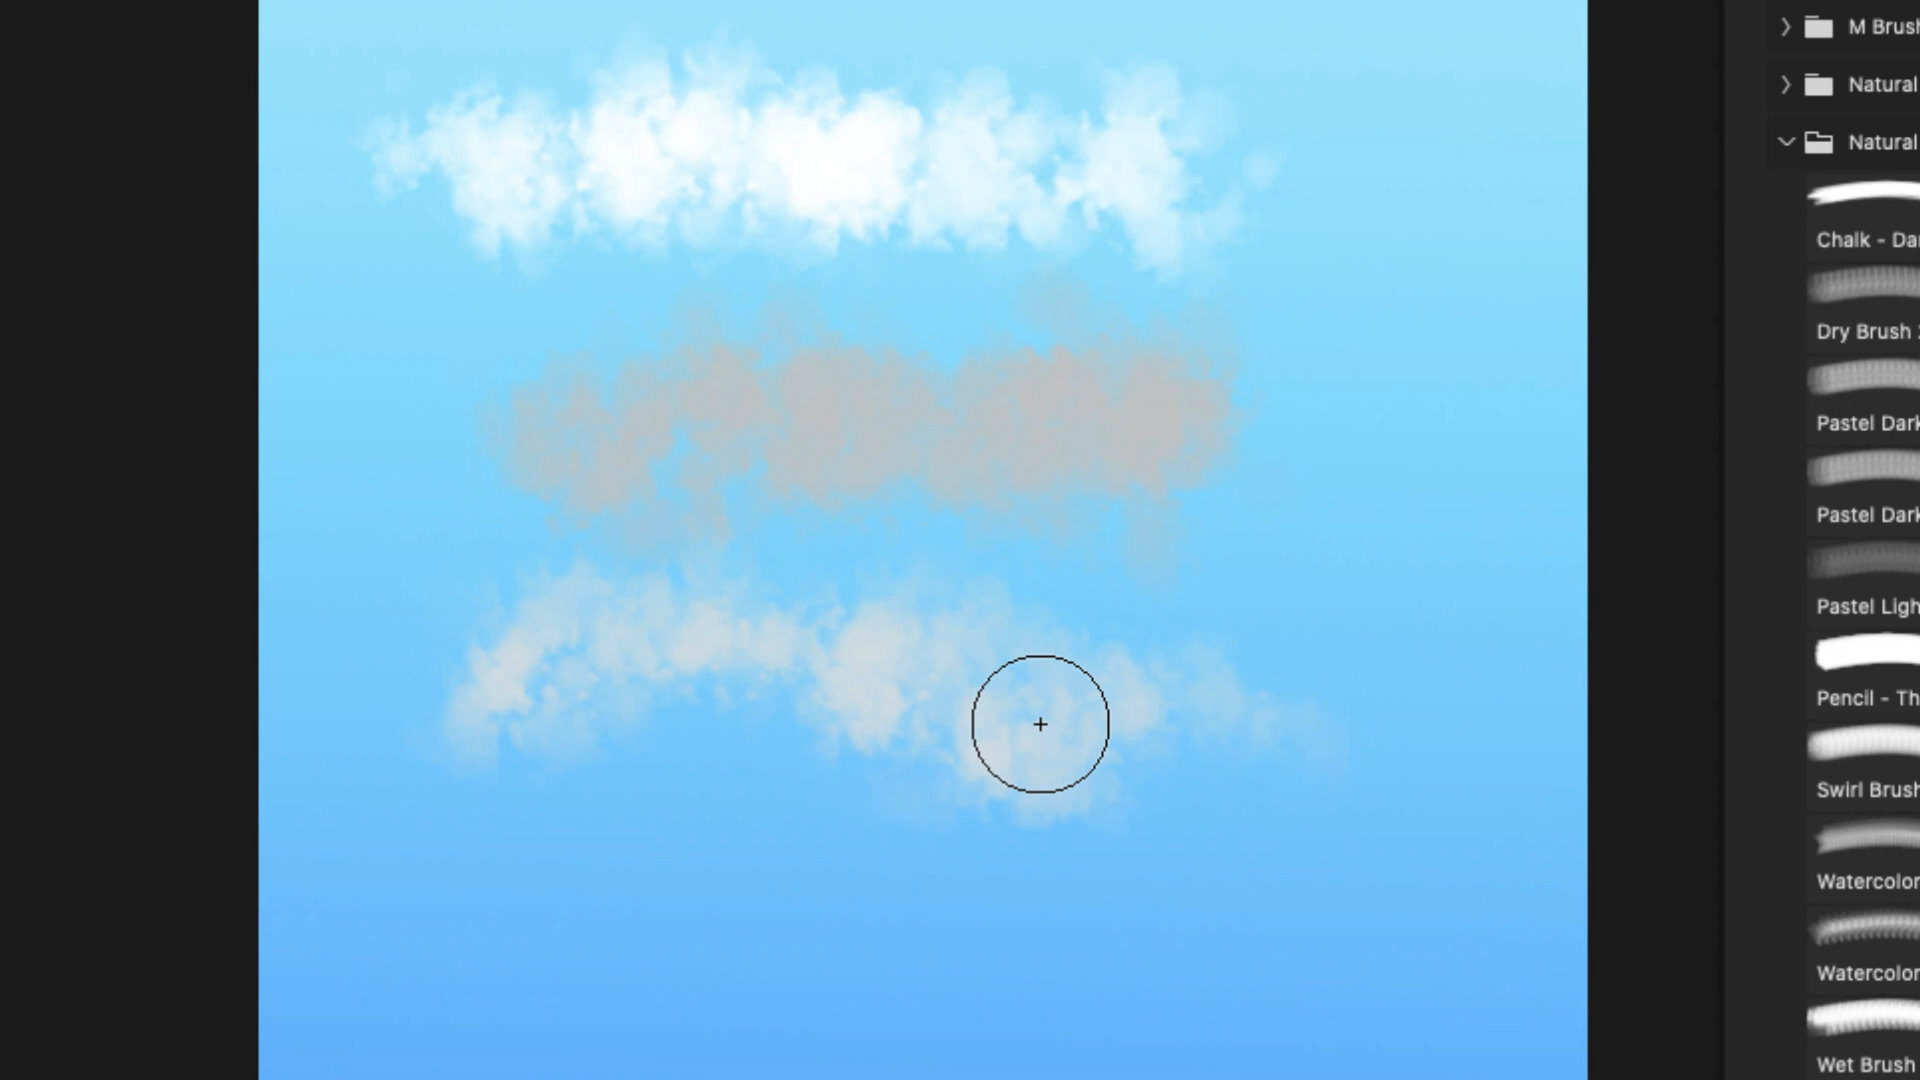 M Brush
Natural
Natural
Chalk - Da
Dry Brush
Pastel Dark
Pastel Dark
Pastel Ligh
Pencil - Th
Swirl Brush
Watercolor
Watercolor
Wet Brush